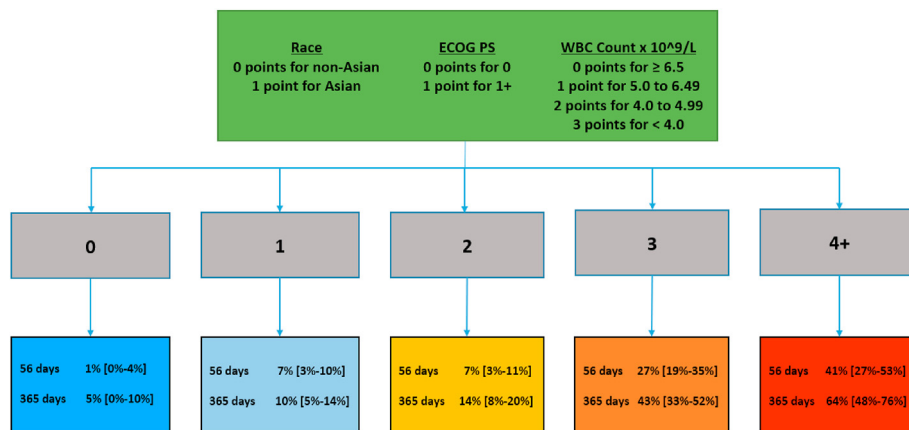 Race
0 points for non-Asian
1 point for Asian
ECOG PS
0 points for 0
1 point for 1+
WBC Count x 10^9/L
0 points for ≥ 6.5
1 point for 5.0 to 6.49
2 points for 4.0 to 4.99
3 points for < 4.0
0
1
2
3
4+
56 days 1% [0%-4%]
365 days 5% [0%-10%]
56 days 7% [3%-10%]
365 days 10% [5%-14%]
56 days 7% [3%-11%]
365 days 14% [8%-20%]
56 days 27% [19%-35%]
365 days 43% [33%-52%]
56 days 41% [27%-53%]
365 days 64% [48%-76%]